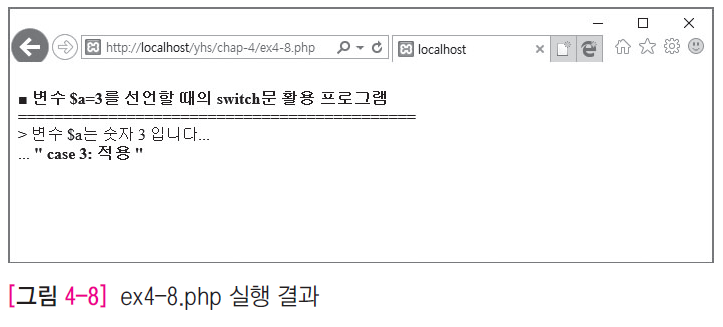 http://localhost/yhs/chap-4/ex4-8.php
localhost
■ 변수 $a=3를 선언할 때의 switch문 활용 프로그램
============================================
> 변수 $a는 숫자 3 입니다...
... " case 3: 적용 "
[그림 4-8] ex4-8.php 실행 결과